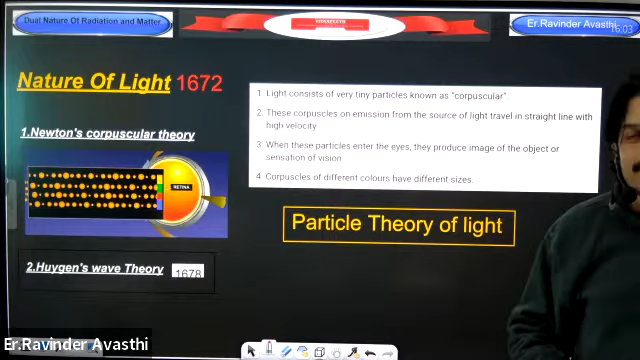 Dual Nature Of Radiation and Matter
Er.Ravinder Avasthi
16:03
Nature Of Light 1672
1.Newton's corpuscular theory
RETINA
2.Huygen's wave Theory 1678
1. Light consists of very tiny particles known as "corpuscular".
2. These corpuscles on emission from the source of light travel in straight line with
high velocity
3. When these particles enter the eyes, they produce image of the object or
sensation of vision
4. Corpuscles of different colours have different sizes.
Particle Theory of light
Er.Ravinder Avasthi